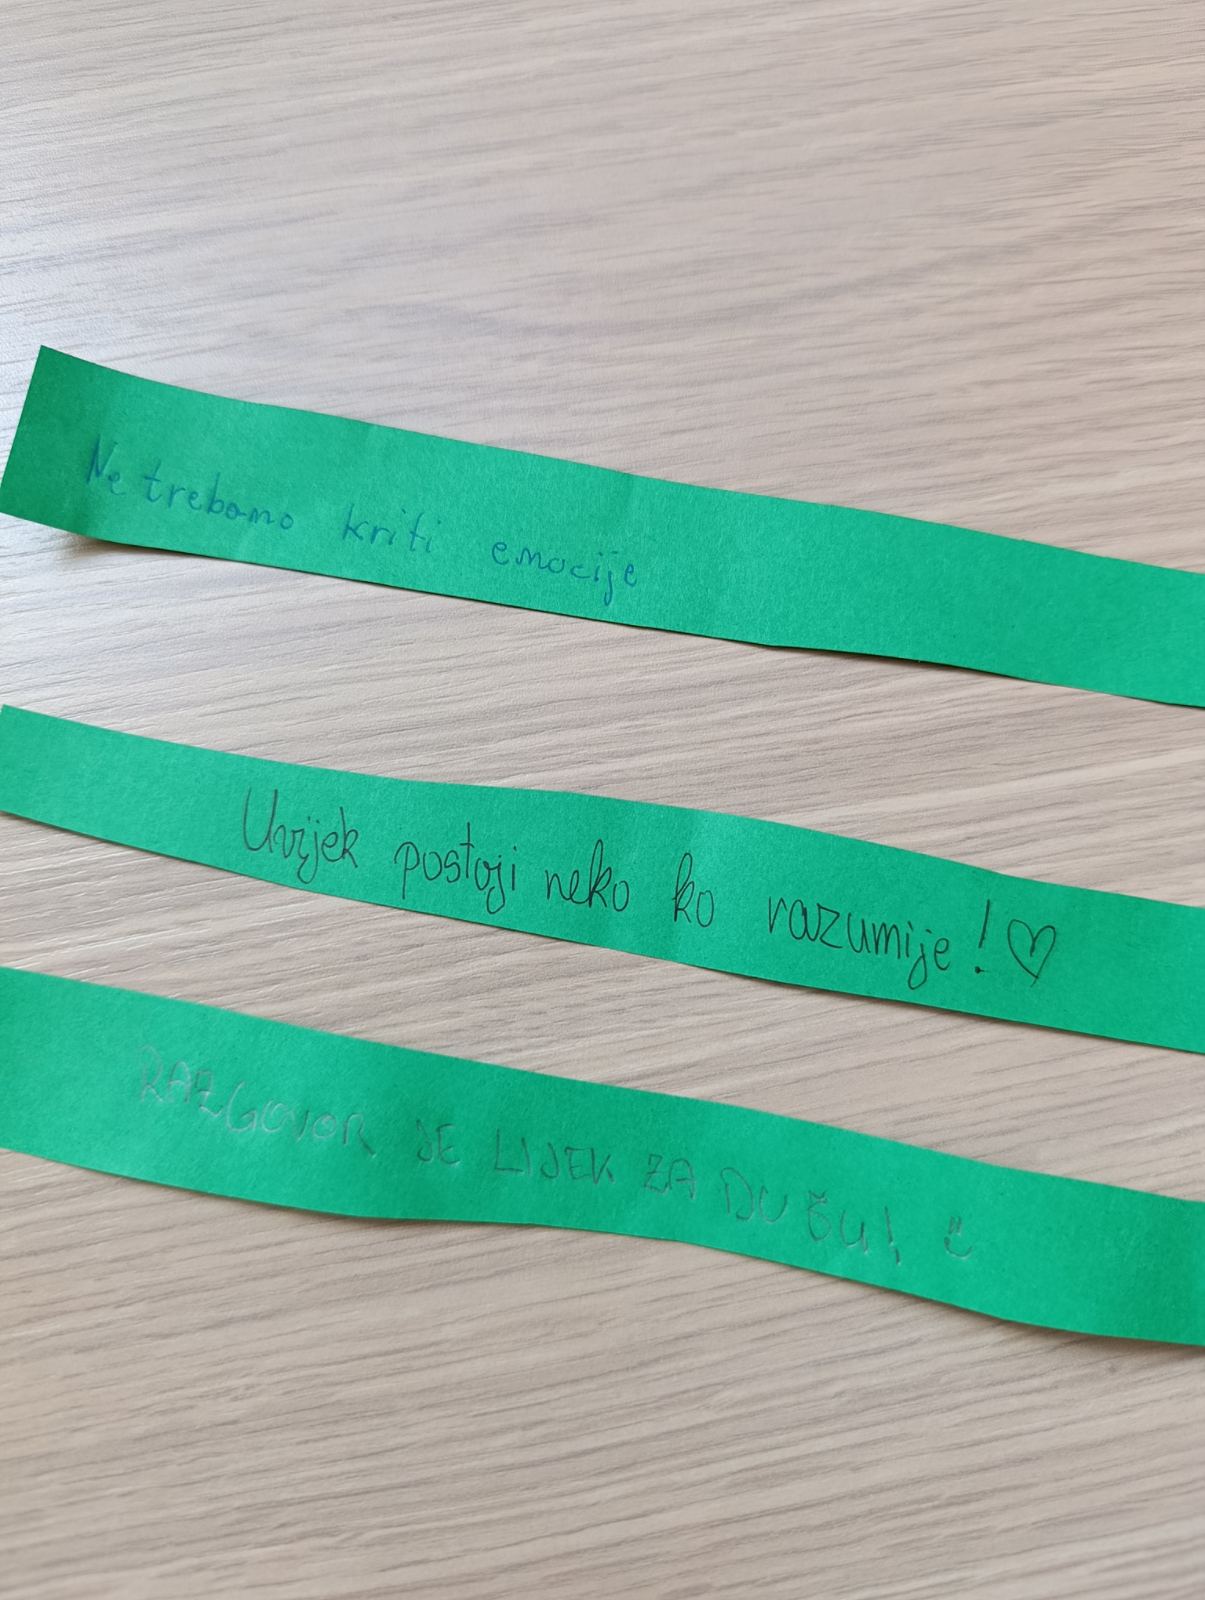 Ne trebamo kriti emocije
Uvijek postoji neko ko razumije! ♡
RAZGOVOR JE LIJEK ZA DUŠU! :)